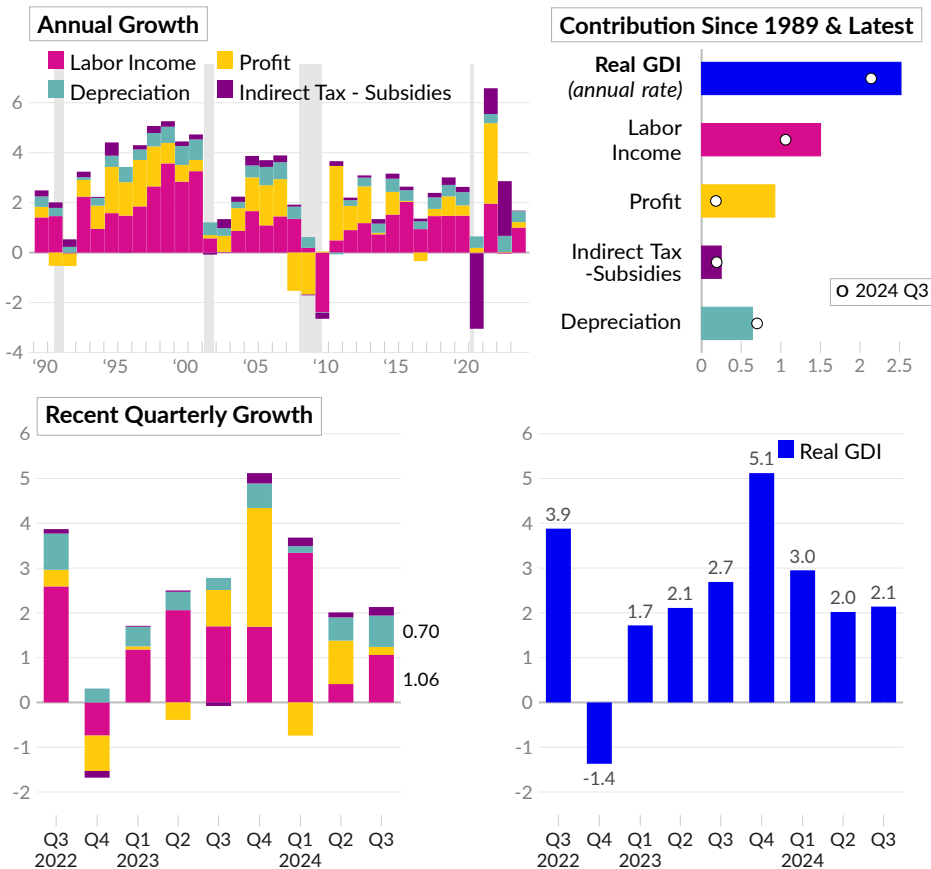 Annual Growth
Labor Income
Profit
Depreciation
Indirect Tax - Subsidies
6
4
2
0
-2
-4
‘90
‘95
‘00
‘05
‘10
‘15
‘20
Contribution Since 1989 & Latest
Real GDI
(annual rate)
Labor
Income
Profit
Indirect Tax
-Subsidies
Depreciation
2024 Q3
0 0.5 1 1.5 2 2.5
Recent Quarterly Growth
6
5
4
3
2
1
0
-1
-2
0.70
1.06
Q3 Q4 Q1 Q2 Q3 Q4 Q1 Q2 Q3
2022 2023 2024
Real GDI
6
5
4
3
2
1
0
-1
-2
3.9
-1.4
1.7
2.1
2.7
5.1
3.0
2.0
2.1
Q3 Q4 Q1 Q2 Q3 Q4 Q1 Q2 Q3
2022 2023 2024